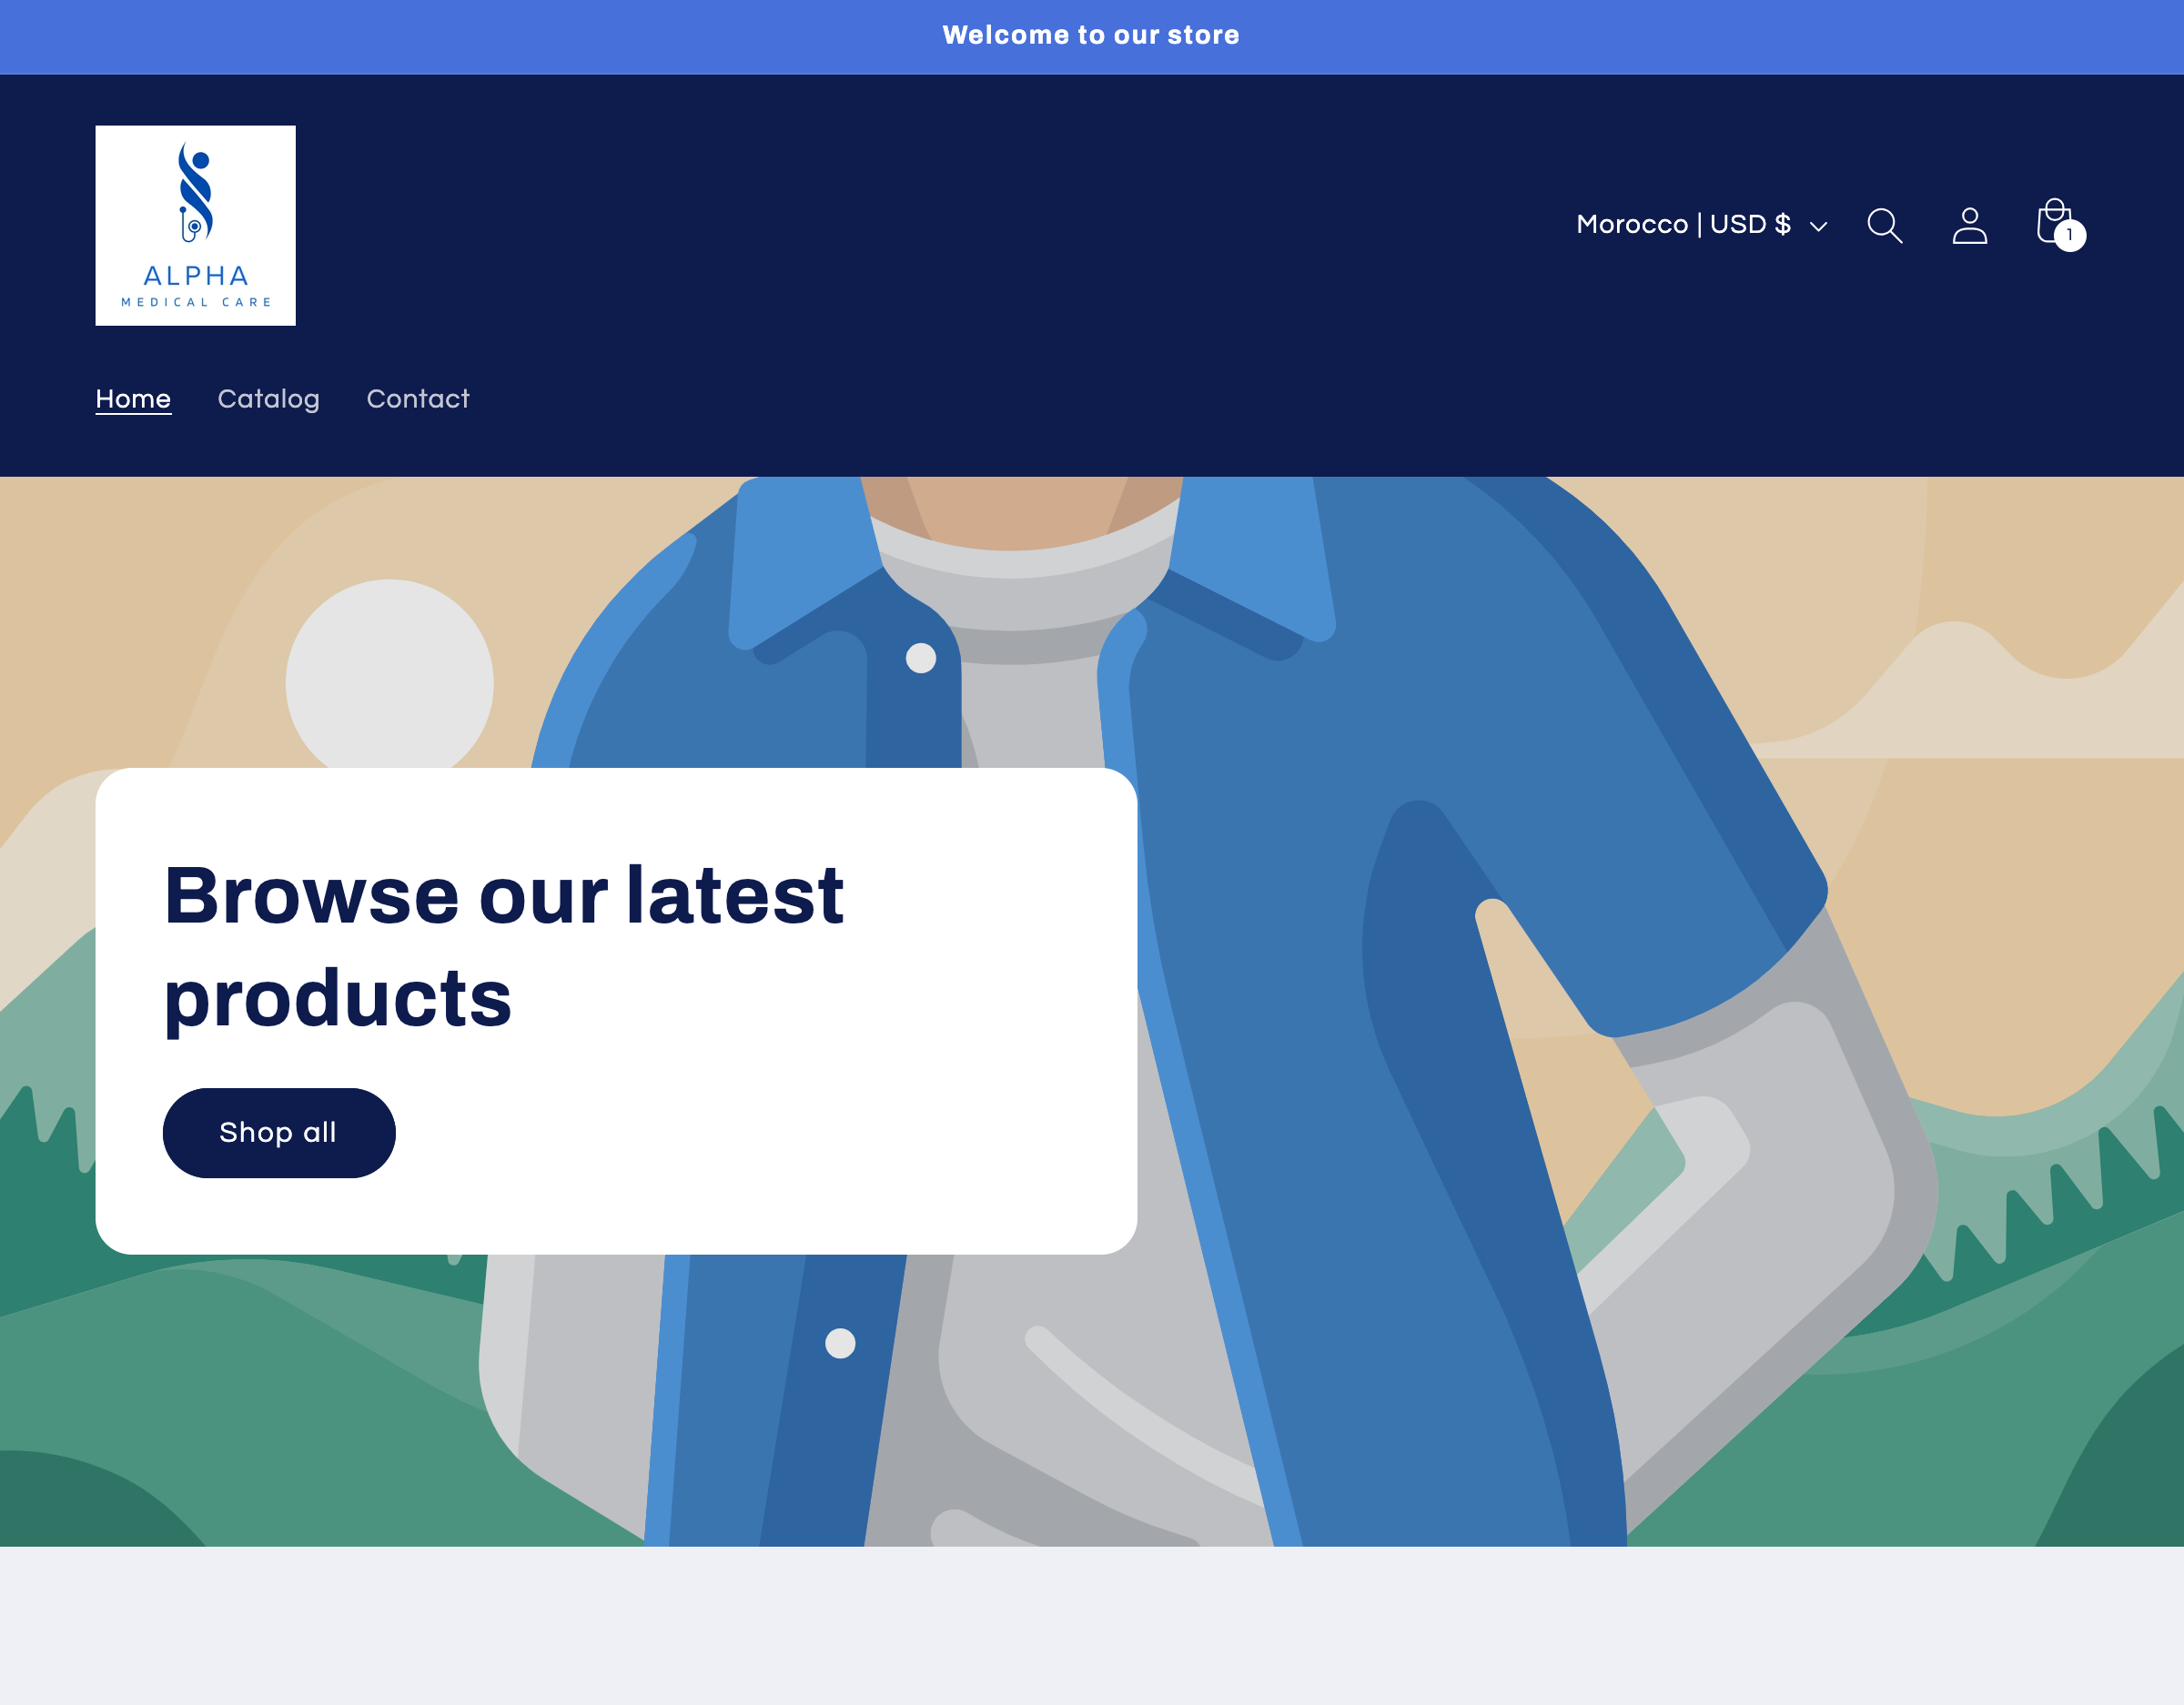 Welcome to our store
ALPHA
MEDICAL CARE
Morocco | USD $
1
Home Catalog Contact
Browse our latest
products
Shop all